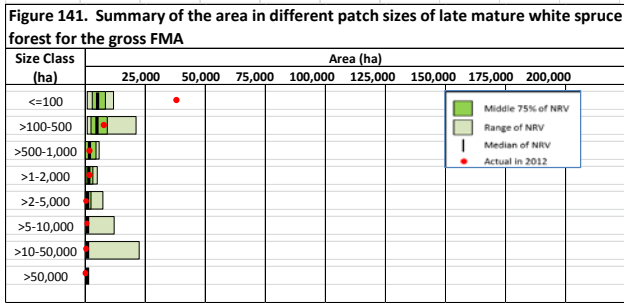 Figure 141. Summary of the area in different patch sizes of late mature white spruce
forest for the gross FMA
Size Class
(ha)
Area (ha)
25,000 50,000 75,000 100,000 125,000 150,000 175,000 200,000
<=100
>100-500
>500-1,000
>1-2,000
>2-5,000
>5-10,000
>10-50,000
>50,000
Middle 75% of NRV
Range of NRV
Median of NRV
Actual in 2012